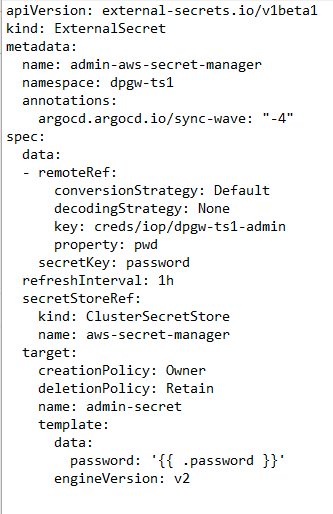 apiVersion: external-secrets.io/v1beta1
kind: ExternalSecret
metadata:
  name: admin-aws-secret-manager
  namespace: dpgw-ts1
  annotations:
    argocd.argocd.io/sync-wave: "-4"
spec:
  data:
  - remoteRef:
      conversionStrategy: Default
      decodingStrategy: None
      key: creds/iop/dpgw-ts1-admin
      property: pwd
    secretKey: password
  refreshInterval: 1h
  secretStoreRef:
    kind: ClusterSecretStore
    name: aws-secret-manager
  target:
    creationPolicy: Owner
    deletionPolicy: Retain
    name: admin-secret
    template:
      data:
        password: '{{ .password }}'
      engineVersion: v2